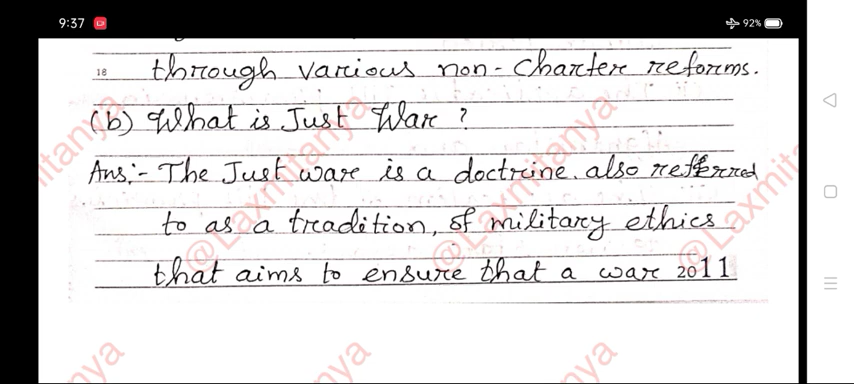 9:37 92%
18 through various non-Charter reforms.
(b) What is Just War ?
Ans:- The Just war is a doctrine. also referred
to as a tradition, of military ethics
that aims to ensure that a war 2011
@Laxmitanya